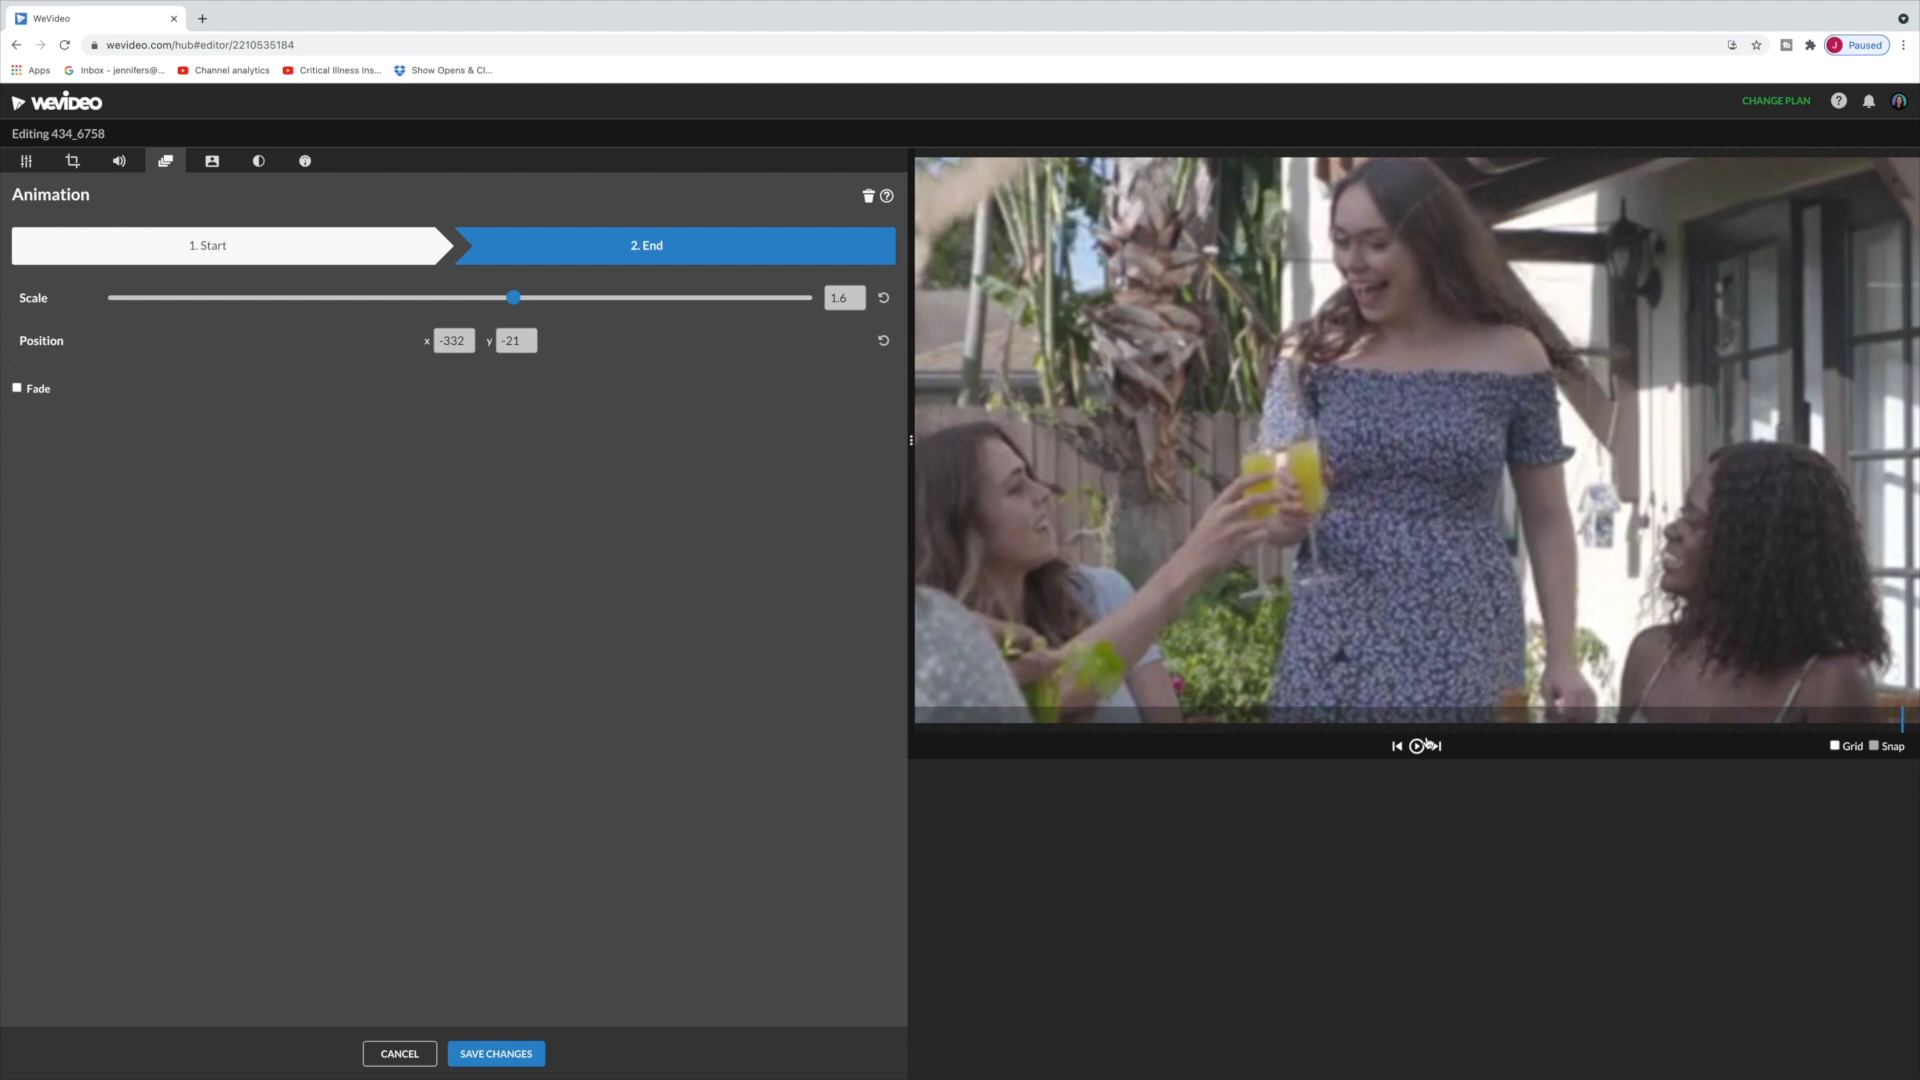 WeVideo
wevideo.com/hub#editor/2210535184
J Paused
Apps Inbox - jennifers@... Channel analytics Critical Illness Ins... Show Opens & Cl...
WEVIDEO
CHANGE PLAN
Editing 434_6758
Animation
1. Start 2. End
Scale 1.6
Position x -332 y -21
Fade
Grid Snap
CANCEL SAVE CHANGES